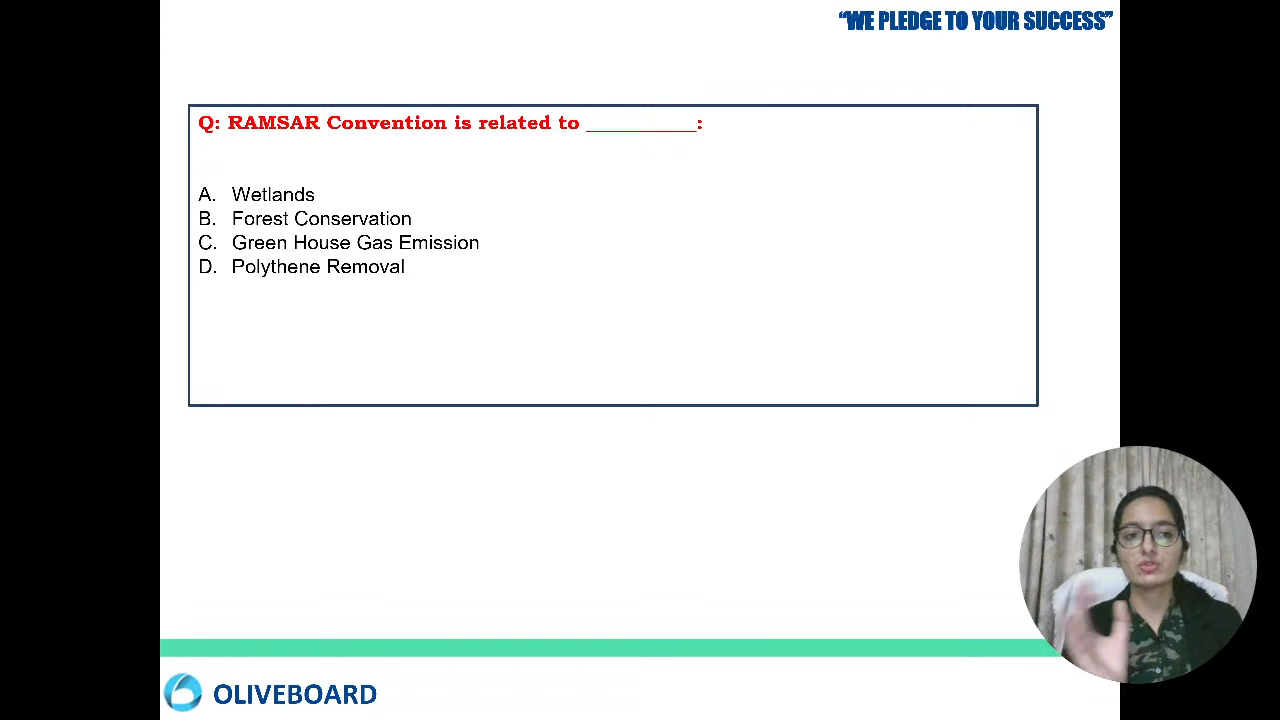 “WE PLEDGE TO YOUR SUCCESS”
Q: RAMSAR Convention is related to __________:
A. Wetlands
B. Forest Conservation
C. Green House Gas Emission
D. Polythene Removal
OLIVEBOARD